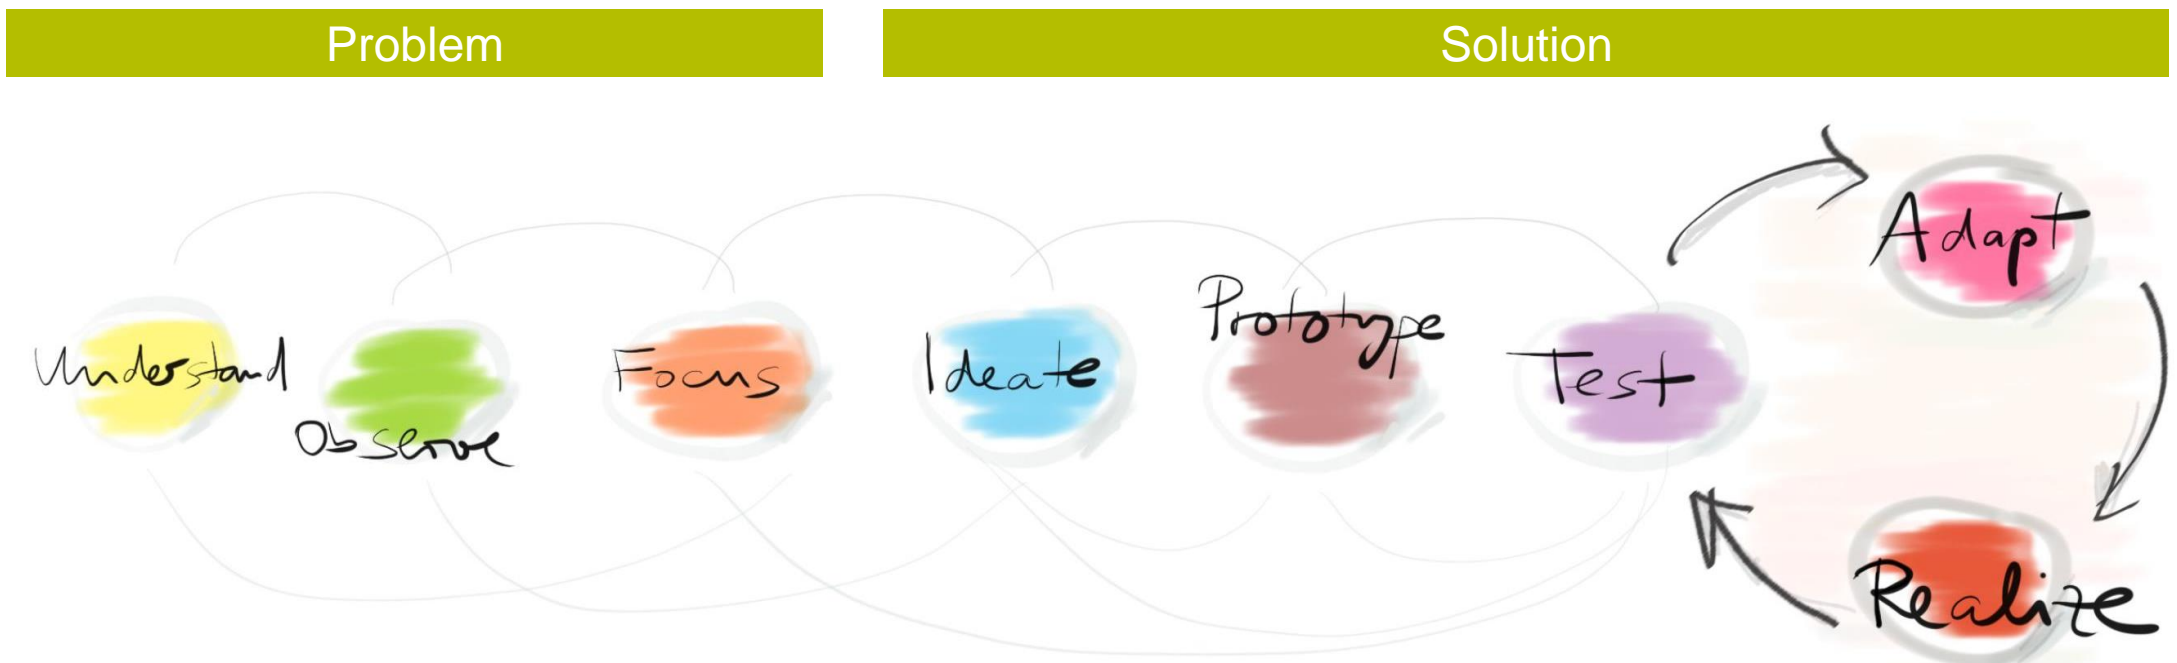 Problem
Solution
Understand
Observe
Focus
Ideate
Prototype
Test
Adapt
Realize